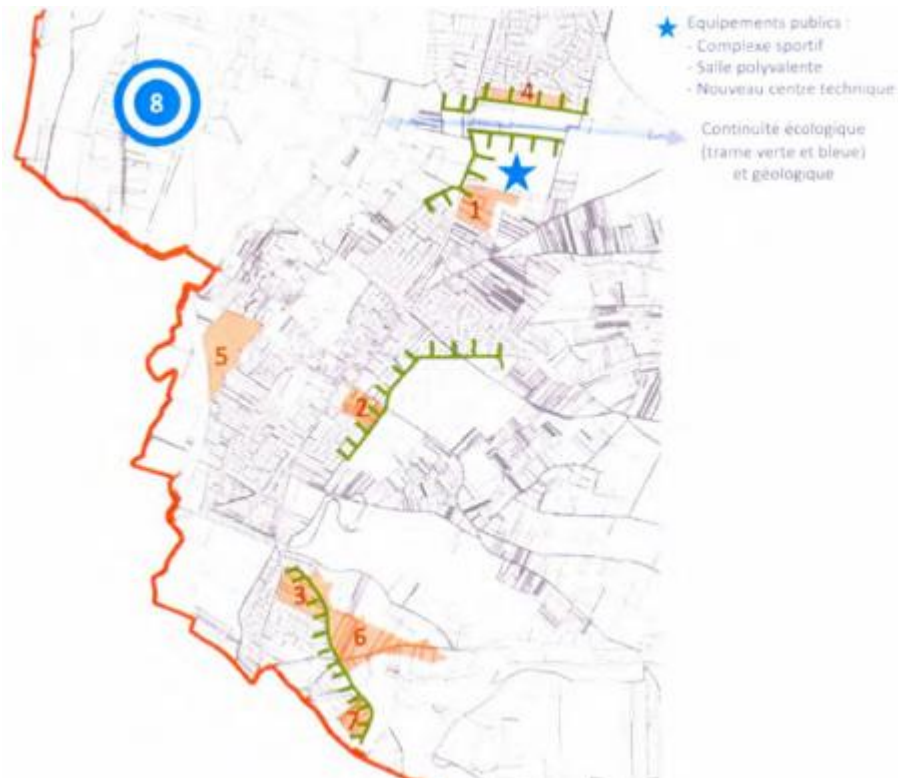 Equipements publics :
- Complexe sportif
- Salle polyvalente
- Nouveau centre technique
Continuité écologique
(trame verte et bleue)
et géologique
8
4
1
5
2
3
6
7